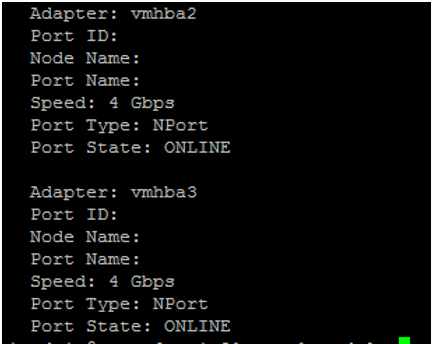 Adapter: vmhba2
Port ID:
Node Name:
Port Name:
Speed: 4 Gbps
Port Type: NPort
Port State: ONLINE
Adapter: vmhba3
Port ID:
Node Name:
Port Name:
Speed: 4 Gbps
Port Type: NPort
Port State: ONLINE